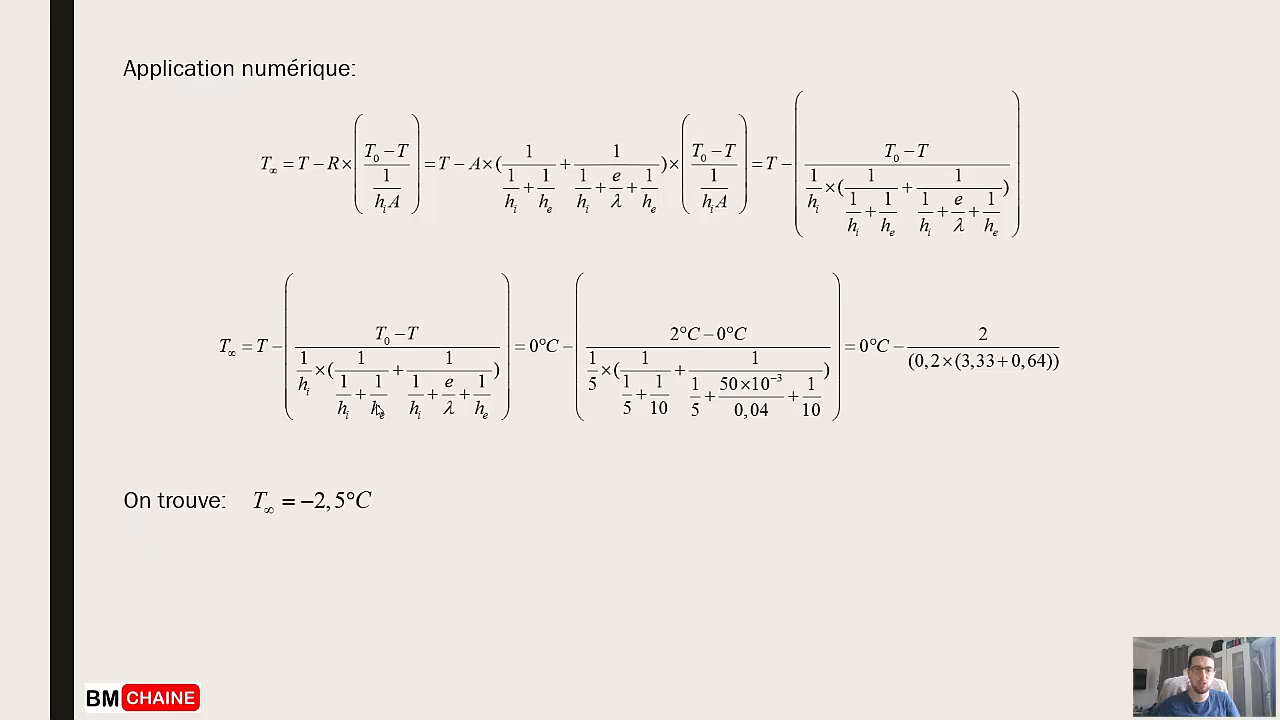 Application numérique:
T∞ = T − R × ( (T₀ − T) / (1/(hᵢA)) ) = T − A × ( 1/(1/hᵢ + 1/hₑ) + 1/(1/hᵢ + e/λ + 1/hₑ) ) × ( (T₀ − T) / (1/(hᵢA)) ) = T − ( (T₀ − T) / (1/hᵢ × ( 1/(1/hᵢ + 1/hₑ) + 1/(1/hᵢ + e/λ + 1/hₑ) )) )
T∞ = T − ( (T₀ − T) / (1/hᵢ × ( 1/(1/hᵢ + 1/hₑ) + 1/(1/hᵢ + e/λ + 1/hₑ) )) ) = 0°C − ( (2°C − 0°C) / (1/5 × ( 1/(1/5 + 1/10) + 1/(1/5 + 50×10⁻³/0,04 + 1/10) )) ) = 0°C − 2 / (0,2×(3,33+0,64))
On trouve: T∞ = −2,5°C
BM CHAINE